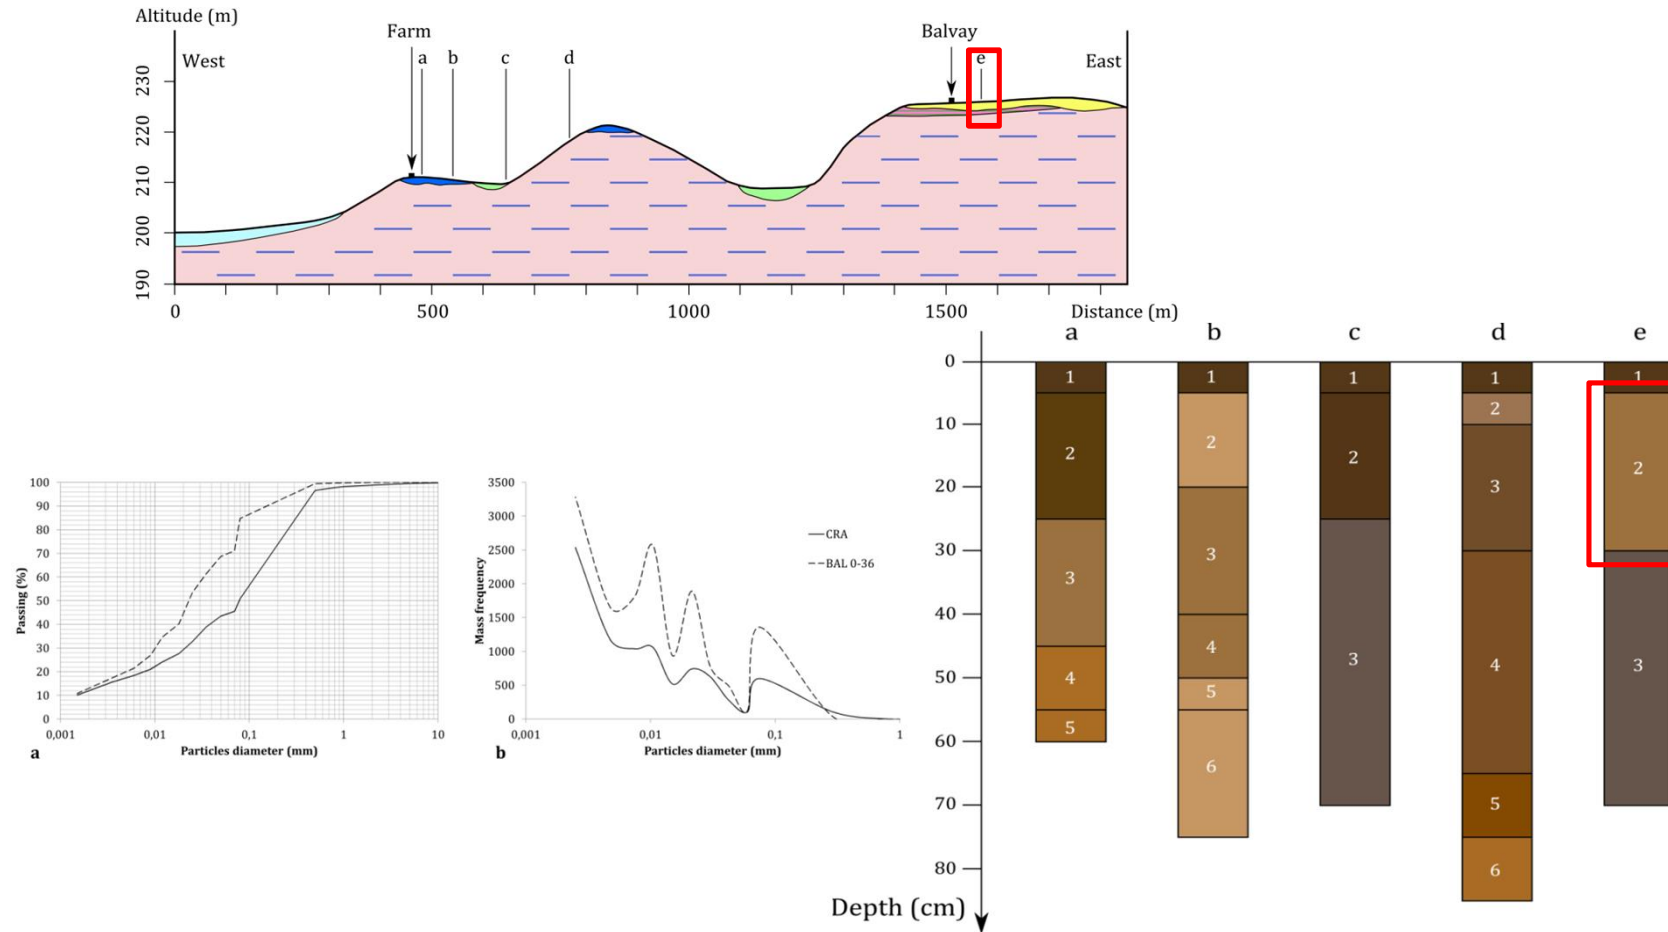 Altitude (m)
Farm
Balvay
West
a
b
c
d
e
East
230
220
210
200
190
0
500
1000
1500
Distance (m)
a
b
c
d
e
0
1
1
1
1
1
10
2
2
2
2
2
3
20
3
30
3
3
3
4
40
4
50
4
5
5
60
6
70
5
80
6
Depth (cm)
100
90
80
70
60
50
40
30
20
10
0
Passing (%)
0,001
0,01
0,1
1
10
Particles diameter (mm)
a
3500
3000
2500
2000
1500
1000
500
0
Mass frequency
CRA
BAL 0-36
0,001
0,01
0,1
1
Particles diameter (mm)
b